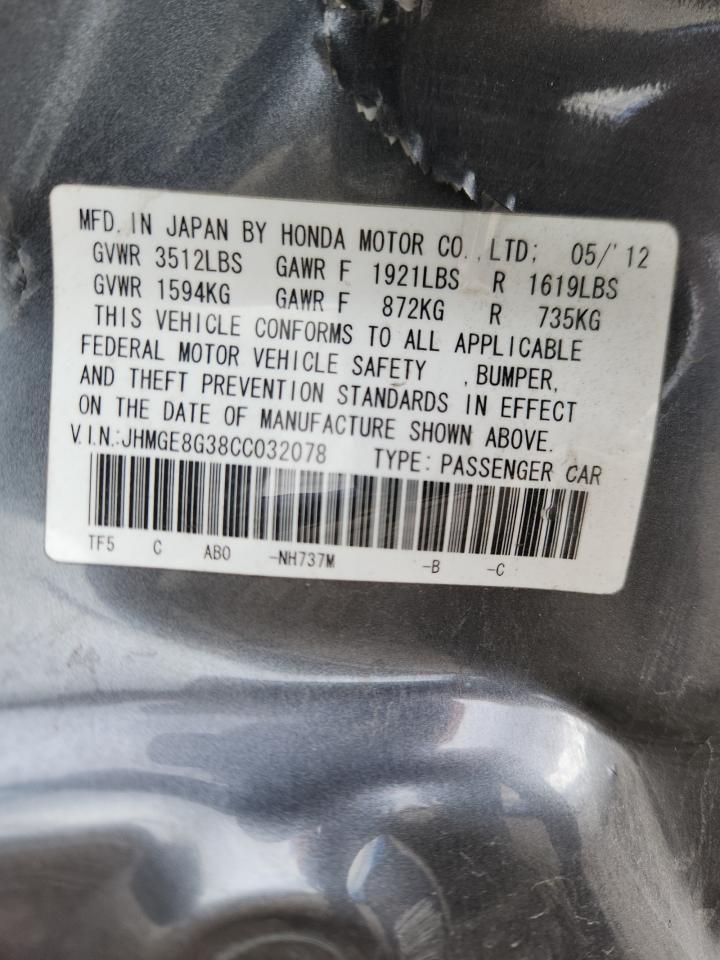 MFD. IN JAPAN BY HONDA MOTOR CO.,LTD; 05/'12
GVWR 3512LBS GAWR F 1921LBS R 1619LBS
GVWR 1594KG GAWR F 872KG R 735KG
THIS VEHICLE CONFORMS TO ALL APPLICABLE
FEDERAL MOTOR VEHICLE SAFETY ,BUMPER,
AND THEFT PREVENTION STANDARDS IN EFFECT
ON THE DATE OF MANUFACTURE SHOWN ABOVE.
V.I.N.:JHMGE8G38CC032078 TYPE:PASSENGER CAR
TF5 C AB0 -NH737M -B -C